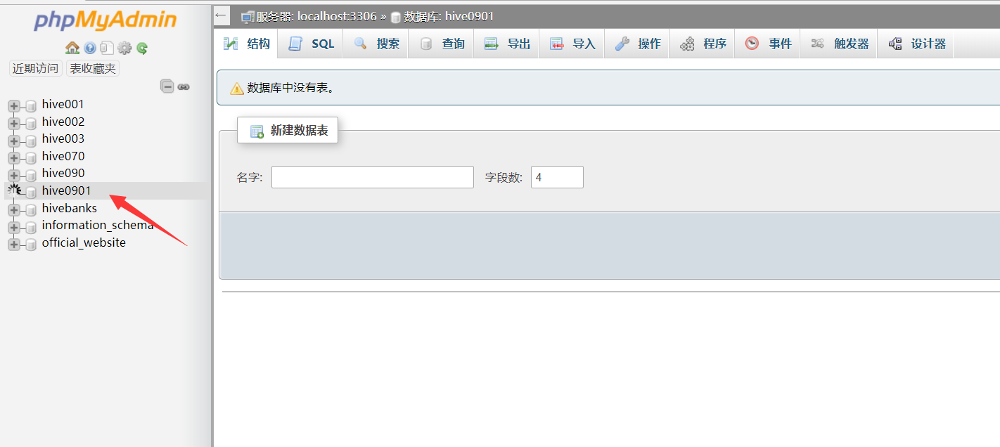 phpMyAdmin
近期访问 表收藏夹
hive001
hive002
hive003
hive070
hive090
hive0901
hivebanks
information_schema
official_website
←
服务器: localhost:3306 » 数据库: hive0901
结构 SQL 搜索 查询 导出 导入 操作 程序 事件 触发器 设计器
数据库中没有表。
新建数据表
名字: 字段数: 4